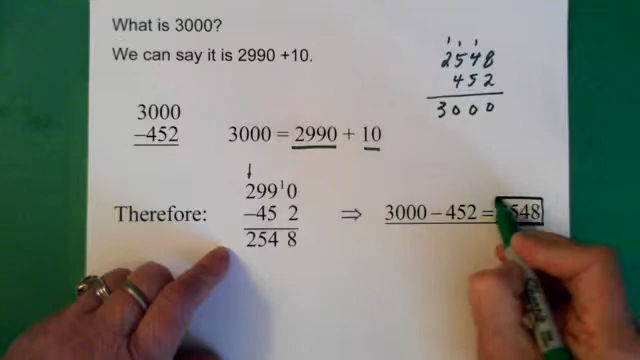 What is 3000?
We can say it is 2990 +10.
1 1 1
2548
452
3000
3000
–452
3000 = 2990 + 10
↓
299¹0
Therefore: –45 2 ⇒ 3000 – 452 = 548
254 8